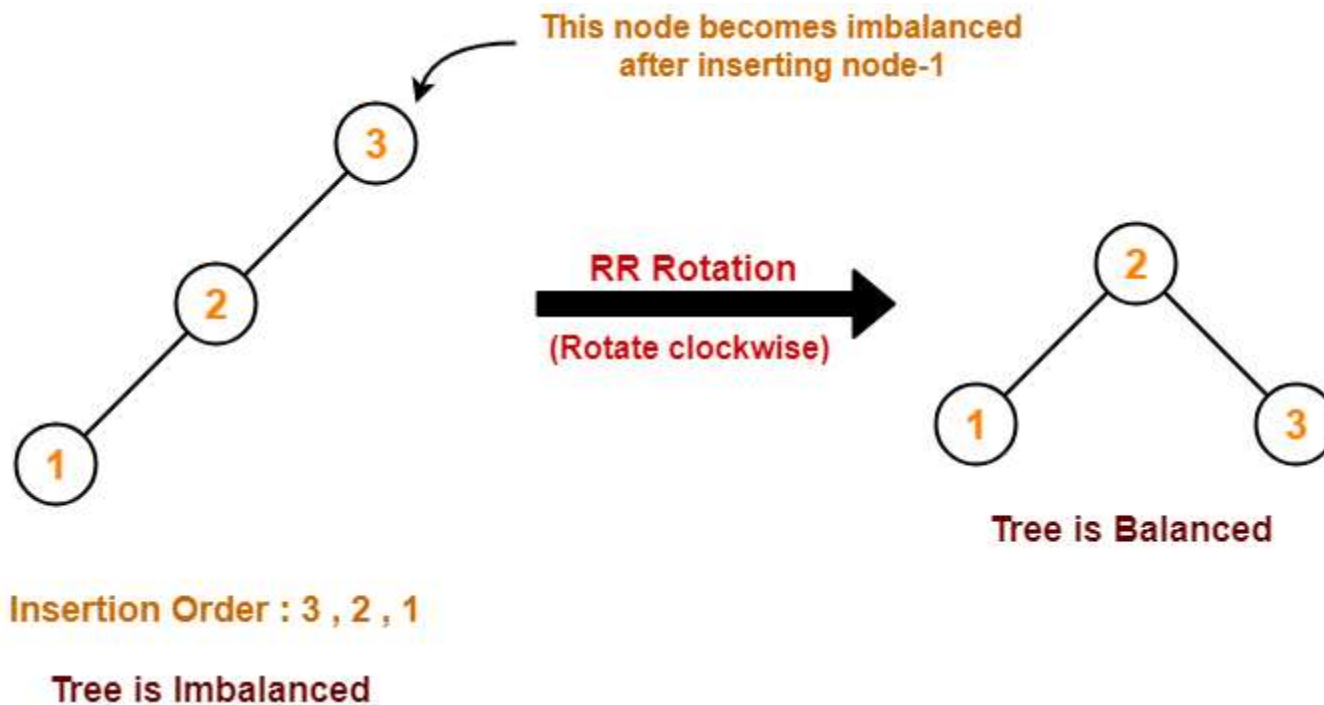 This node becomes imbalanced
after inserting node-1
3
2
1
RR Rotation
(Rotate clockwise)
2
1
3
Tree is Balanced
Insertion Order : 3 , 2 , 1
Tree is Imbalanced